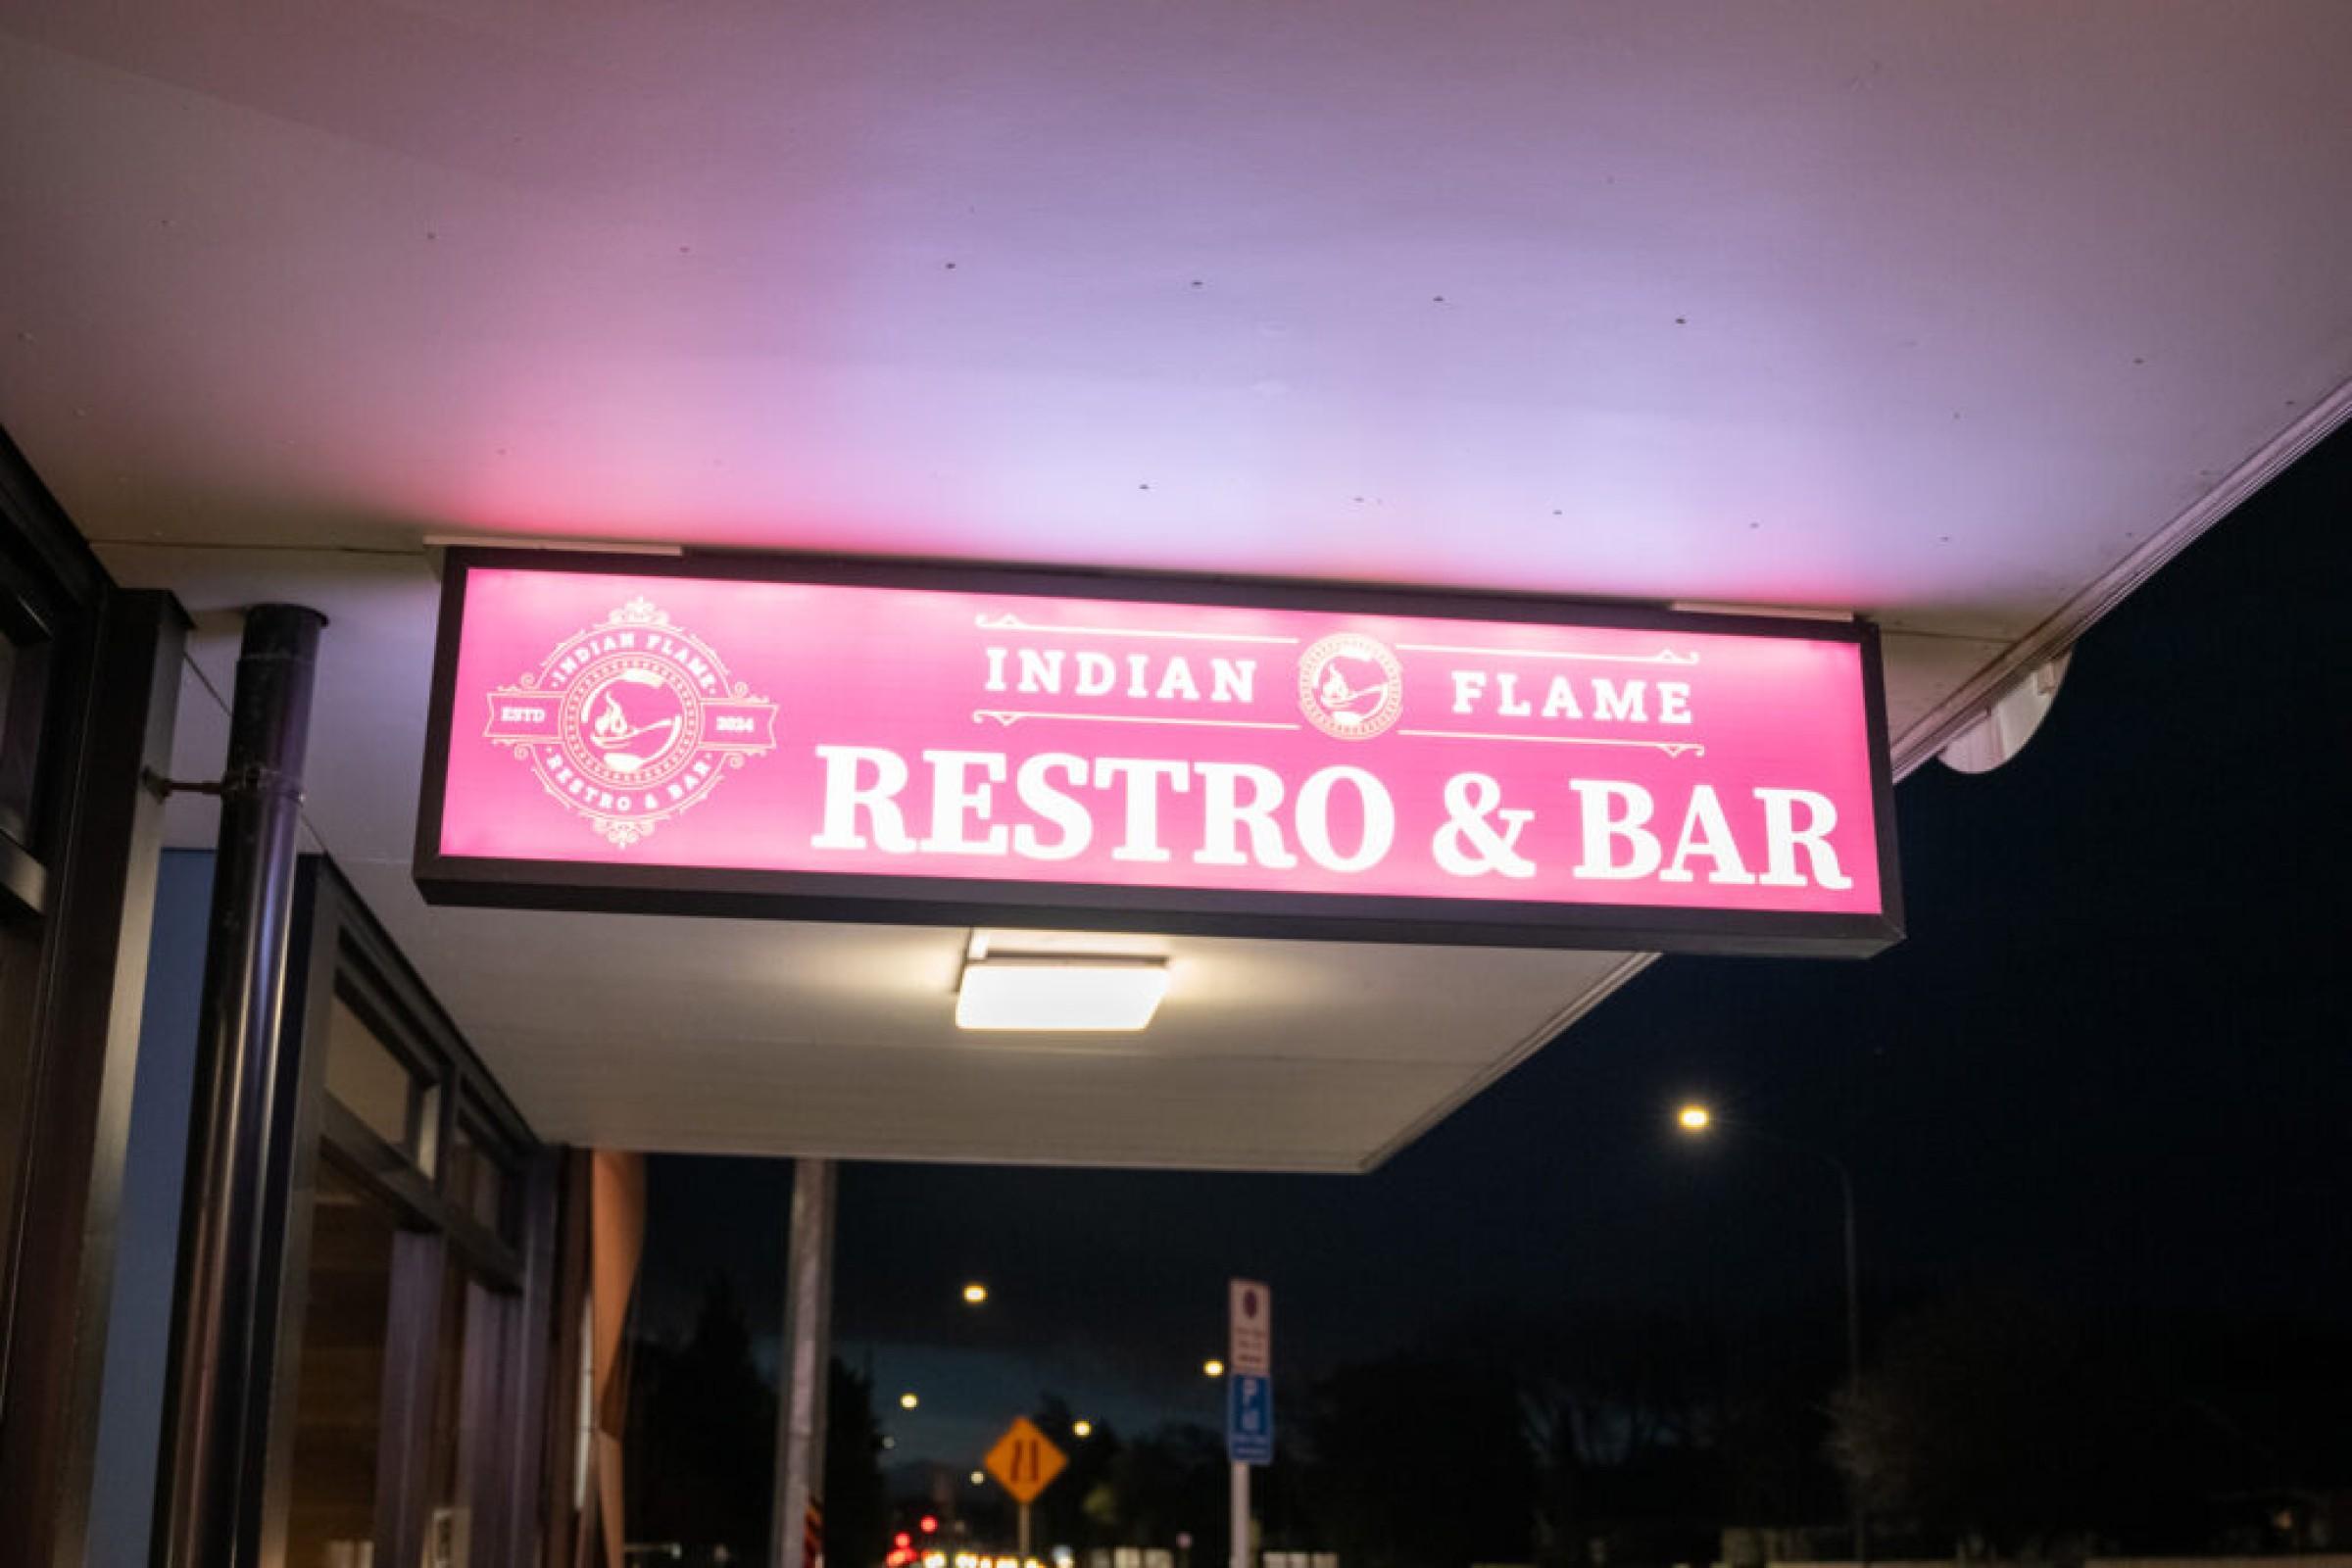 INDIAN FLAME
ESTD 2024
RESTRO & BAR
INDIAN FLAME
RESTRO & BAR
P